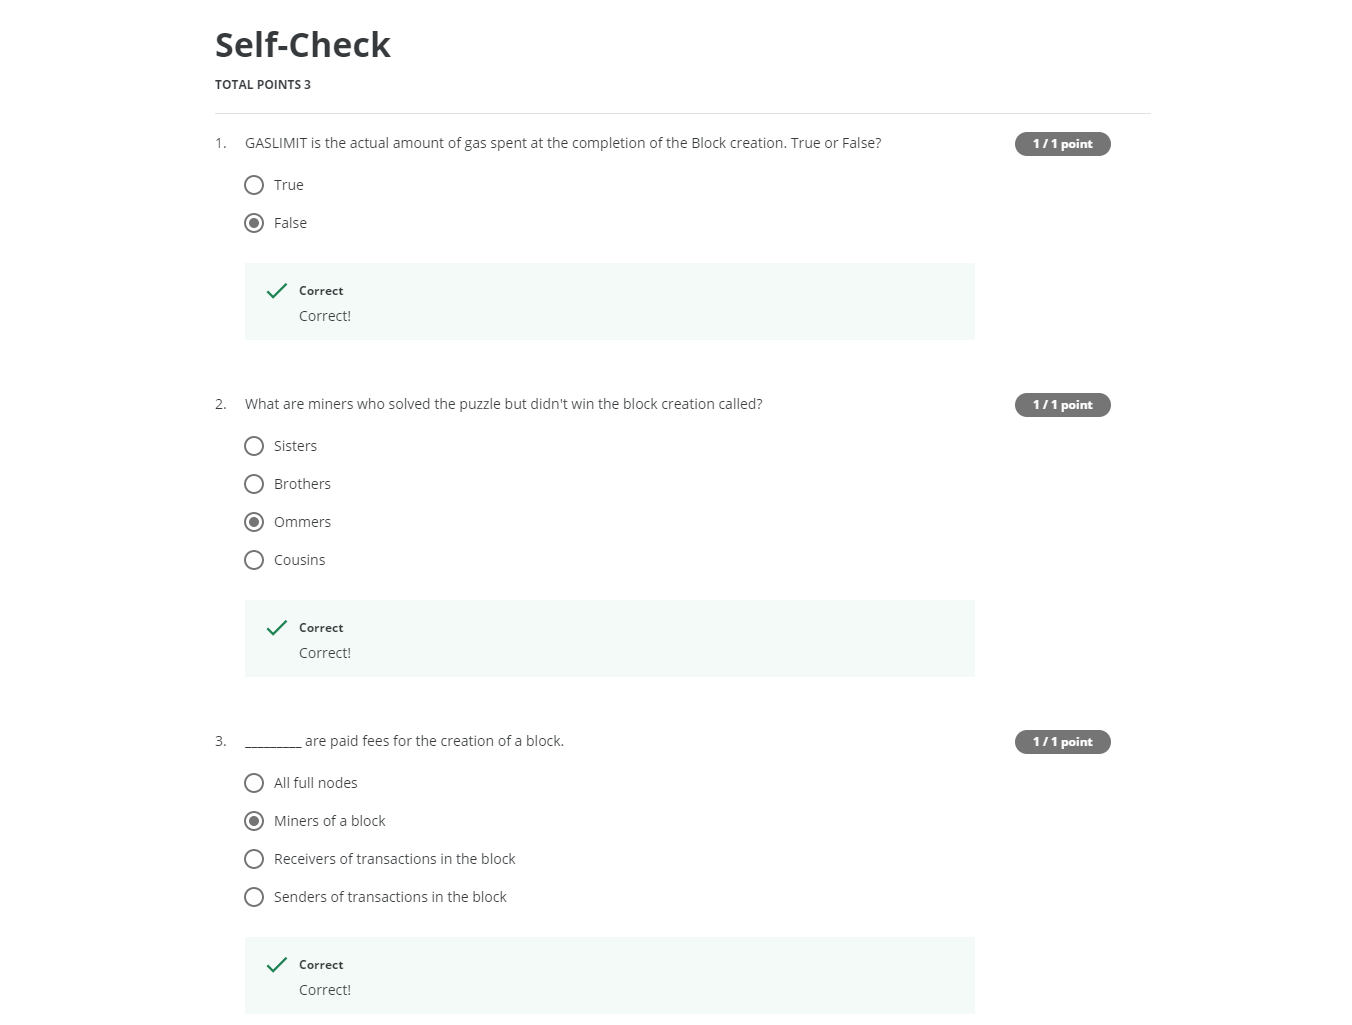 Self-Check
TOTAL POINTS 3
1. GASLIMIT is the actual amount of gas spent at the completion of the Block creation. True or False?
1 / 1 point
True
False
Correct
Correct!
2. What are miners who solved the puzzle but didn't win the block creation called?
1 / 1 point
Sisters
Brothers
Ommers
Cousins
Correct
Correct!
3. _________ are paid fees for the creation of a block.
1 / 1 point
All full nodes
Miners of a block
Receivers of transactions in the block
Senders of transactions in the block
Correct
Correct!